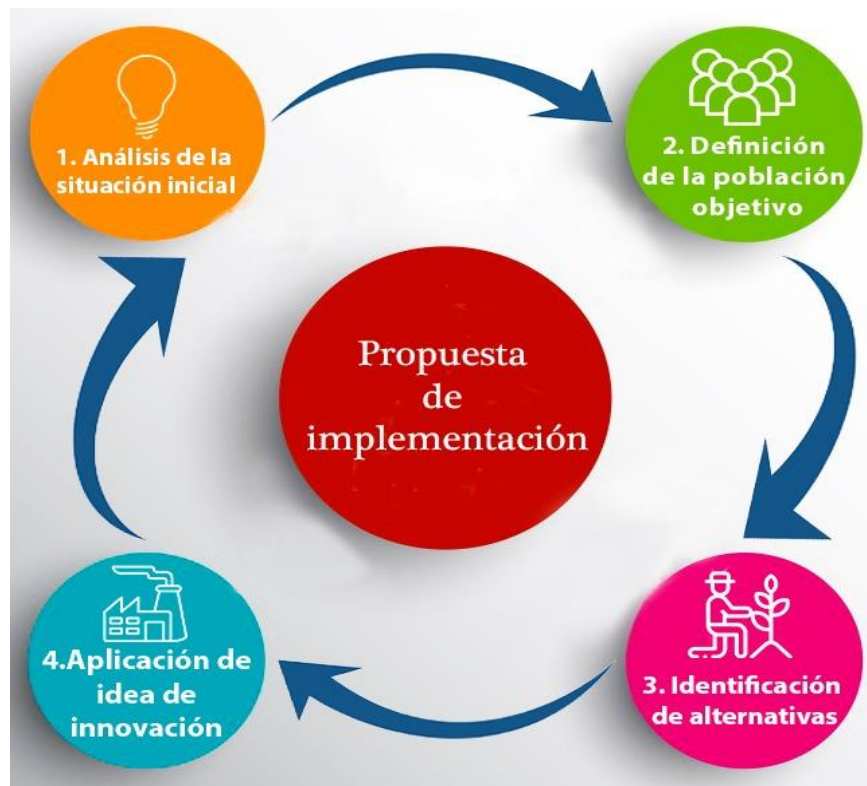 1. Análisis de la
situación inicial
2. Definición
de la población
objetivo
Propuesta
de
implementación
3. Identificación
de alternativas
4.Aplicación de
idea de
innovación